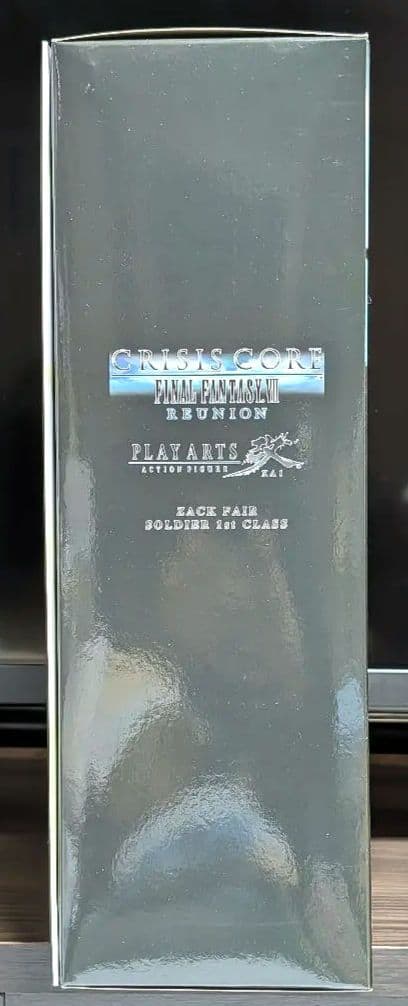 CRISIS CORE
FINAL FANTASY VII
REUNION
PLAY ARTS
ACTION FIGURE
KAI
ZACK FAIR
SOLDIER 1st CLASS